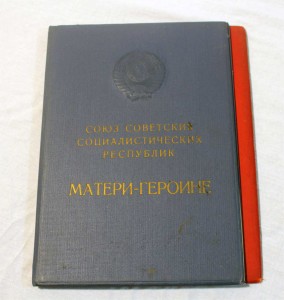 СОЮЗ СОВЕТСКИХ
СОЦИАЛИСТИЧЕСКИХ
РЕСПУБЛИК
МАТЕРИ-ГЕРОИНЕ